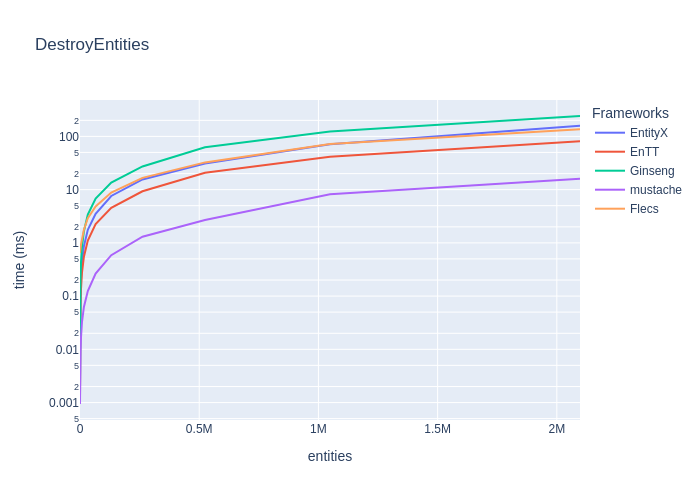 DestroyEntities
Frameworks
EntityX
EnTT
Ginseng
mustache
Flecs
time (ms)
2
100
5
2
10
5
2
1
5
2
0.1
5
2
0.01
5
2
0.001
5
0
0.5M
1M
1.5M
2M
entities